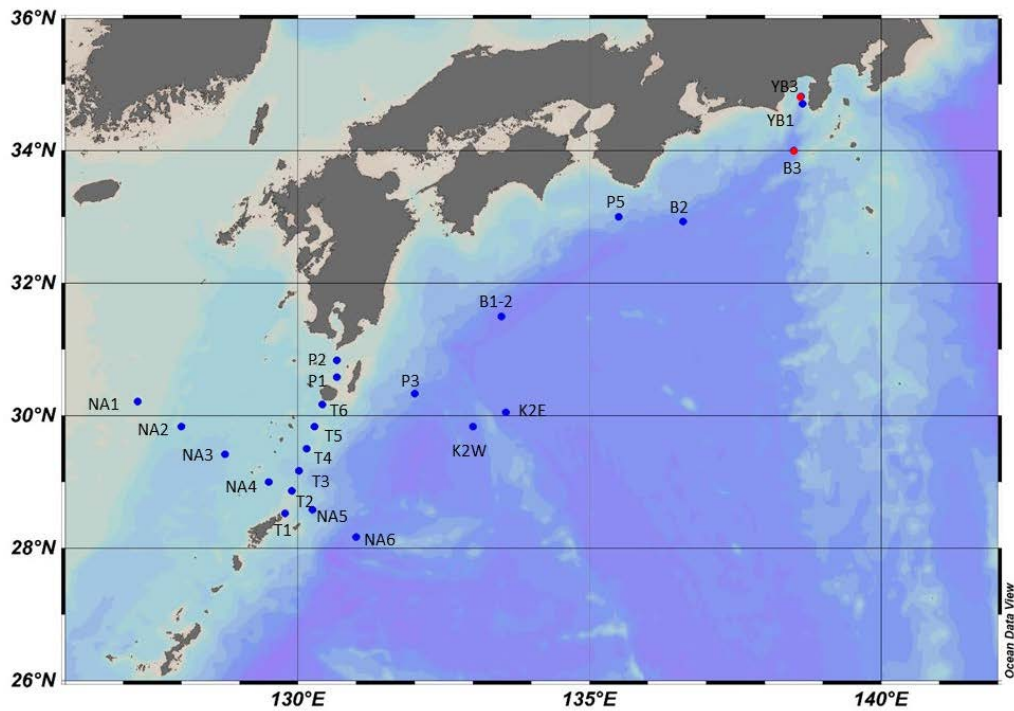 36°N
YB3
YB1
34°N
B3
P5
B2
32°N
B1-2
P2
P1
P3
NA1
30°N
T6
K2E
NA2
T5
K2W
NA3
T4
NA4
T3
T2
NA5
T1
NA6
28°N
26°N
130°E
135°E
140°E
Ocean Data View